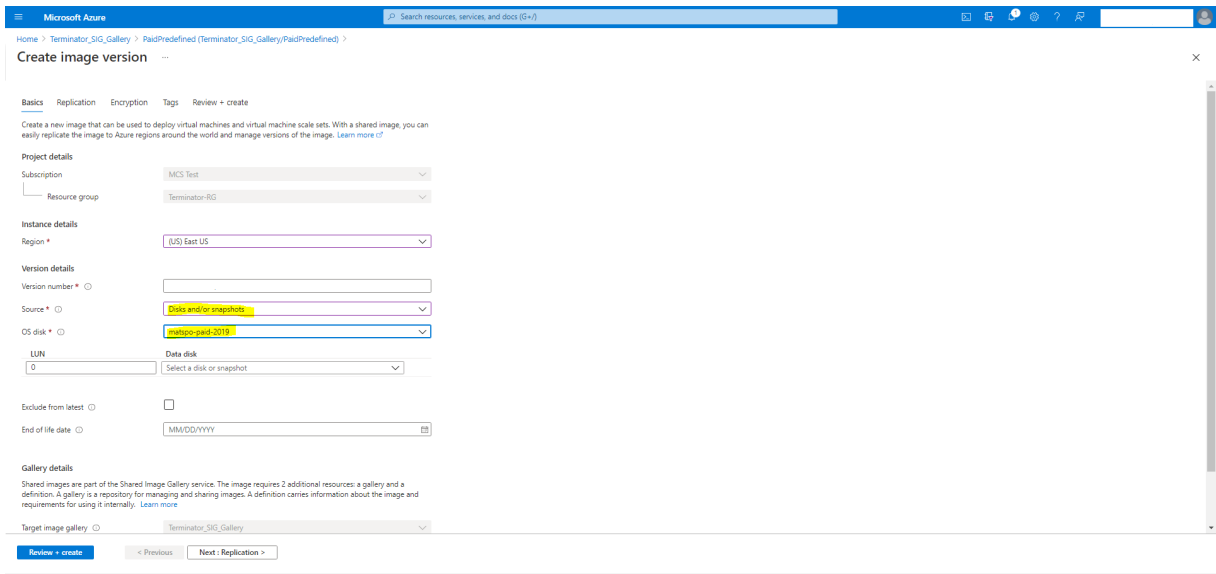 Microsoft Azure
Search resources, services, and docs (G+/)
Home > Terminator_SIG_Gallery > PaidPredefined (Terminator_SIG_Gallery/PaidPredefined) >
Create image version ...
Basics Replication Encryption Tags Review + create
Create a new image that can be used to deploy virtual machines and virtual machine scale sets. With a shared image, you can
easily replicate the image to Azure regions around the world and manage versions of the image. Learn more
Project details
Subscription MCS Test
Resource group Terminator-RG
Instance details
Region * (US) East US
Version details
Version number *
Source * Disks and/or snapshots
OS disk * matspo-paid-2019
LUN Data disk
0 Select a disk or snapshot
Exclude from latest
End of life date MM/DD/YYYY
Gallery details
Shared images are part of the Shared Image Gallery service. The image requires 2 additional resources: a gallery and a
definition. A gallery is a repository for managing and sharing images. A definition carries information about the image and
requirements for using it internally. Learn more
Target image gallery Terminator_SIG_Gallery
Review + create < Previous Next : Replication >